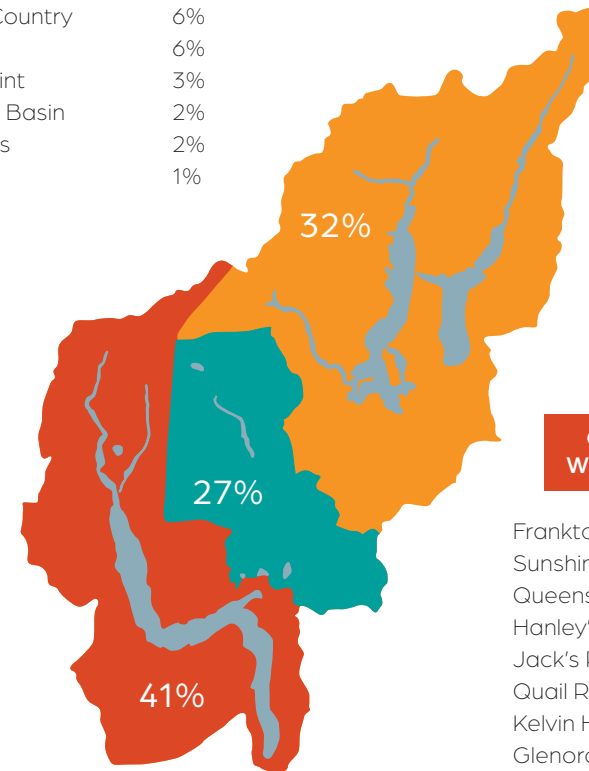 Country 6%
6%
int 3%
Basin 2%
s 2%
1%
32%
27%
41%
W
Frankto
Sunshin
Queens
Hanley'
Jack's
Quail R
Kelvin H
Glenor